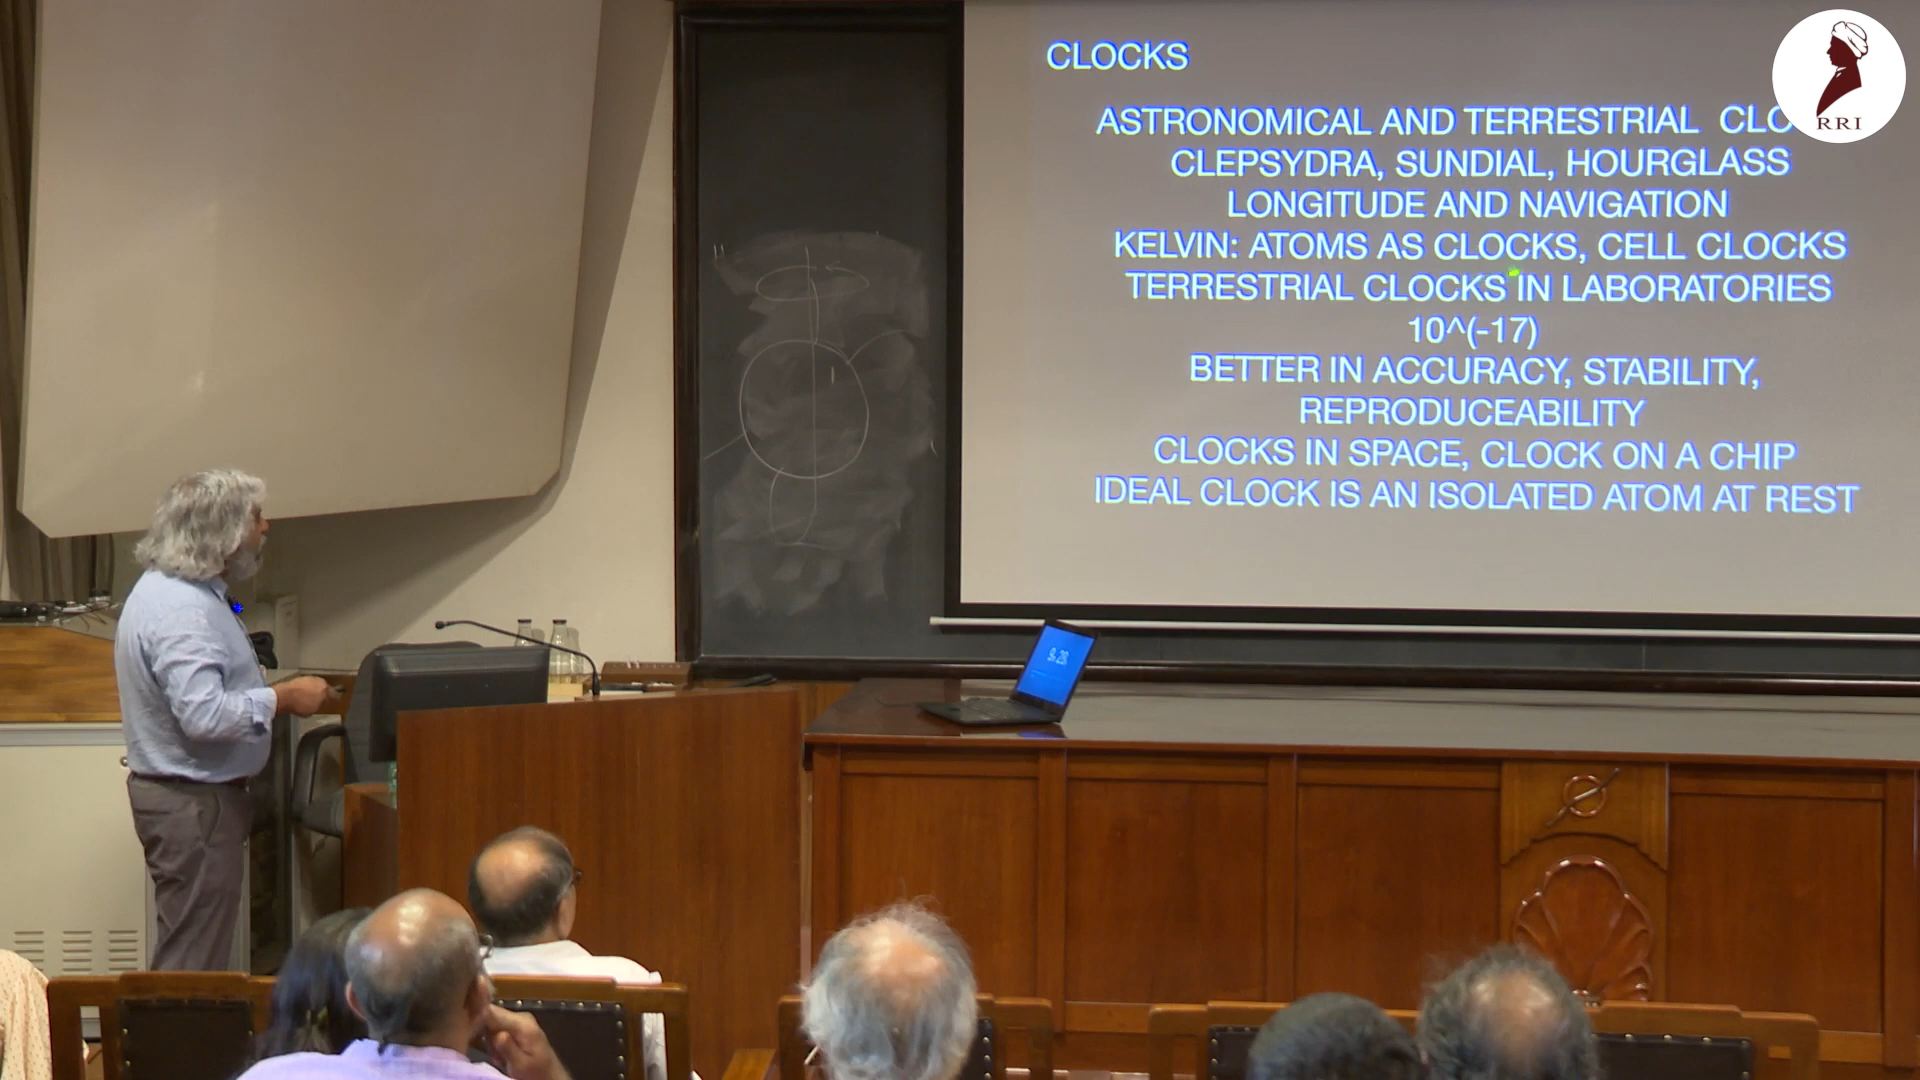 CLOCKS
ASTRONOMICAL AND TERRESTRIAL CLO
CLEPSYDRA, SUNDIAL, HOURGLASS
LONGITUDE AND NAVIGATION
KELVIN: ATOMS AS CLOCKS, CELL CLOCKS
TERRESTRIAL CLOCKS IN LABORATORIES
10^(-17)
BETTER IN ACCURACY, STABILITY,
REPRODUCEABILITY
CLOCKS IN SPACE, CLOCK ON A CHIP
IDEAL CLOCK IS AN ISOLATED ATOM AT REST
RRI